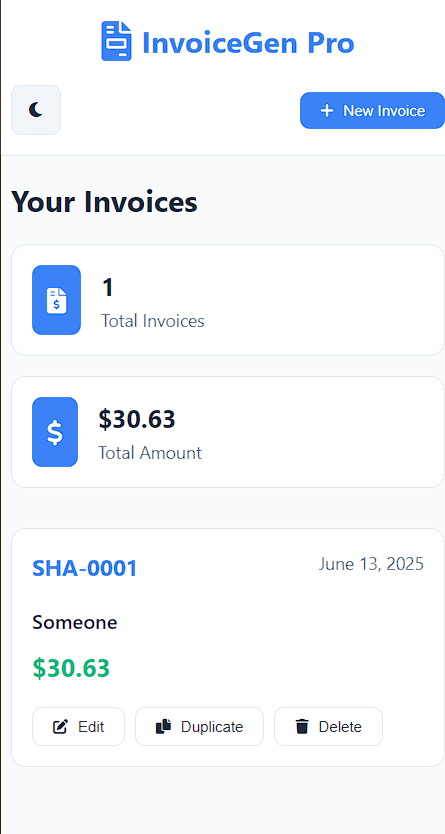 InvoiceGen Pro
New Invoice
Your Invoices
1
Total Invoices
$30.63
Total Amount
SHA-0001
June 13, 2025
Someone
$30.63
Edit
Duplicate
Delete